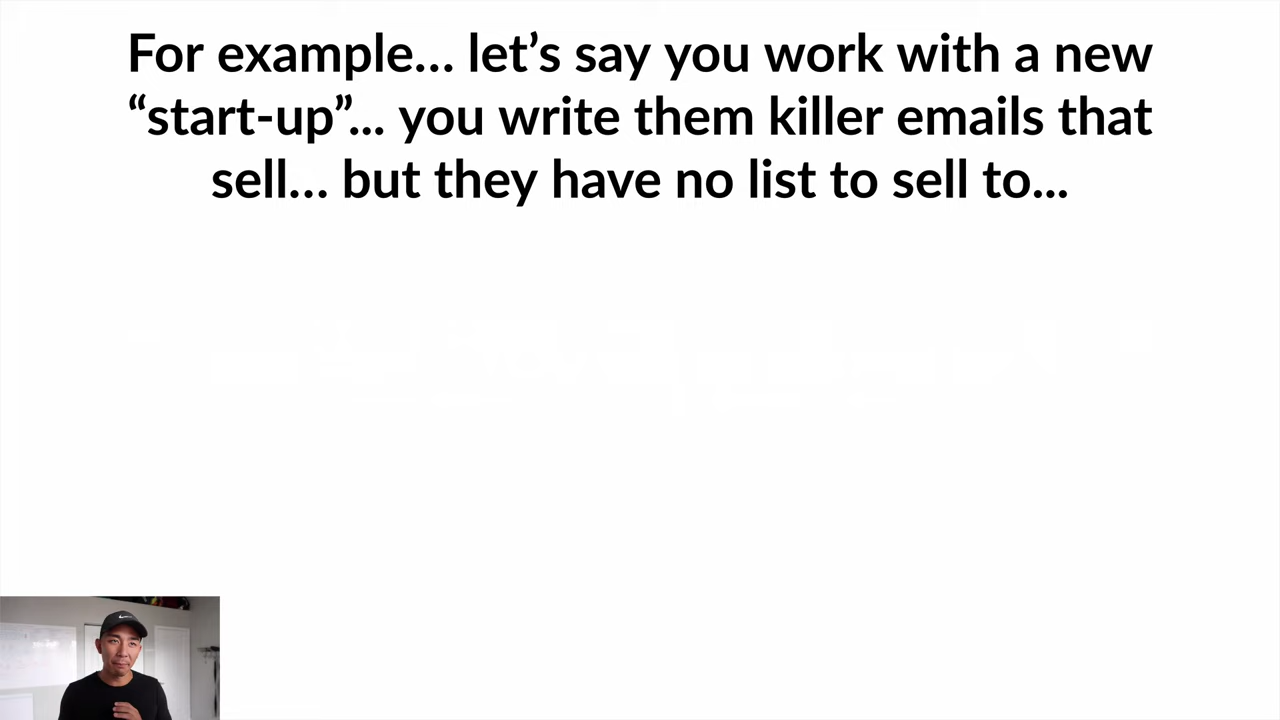 For example... let’s say you work with a new
“start-up”... you write them killer emails that
sell... but they have no list to sell to...